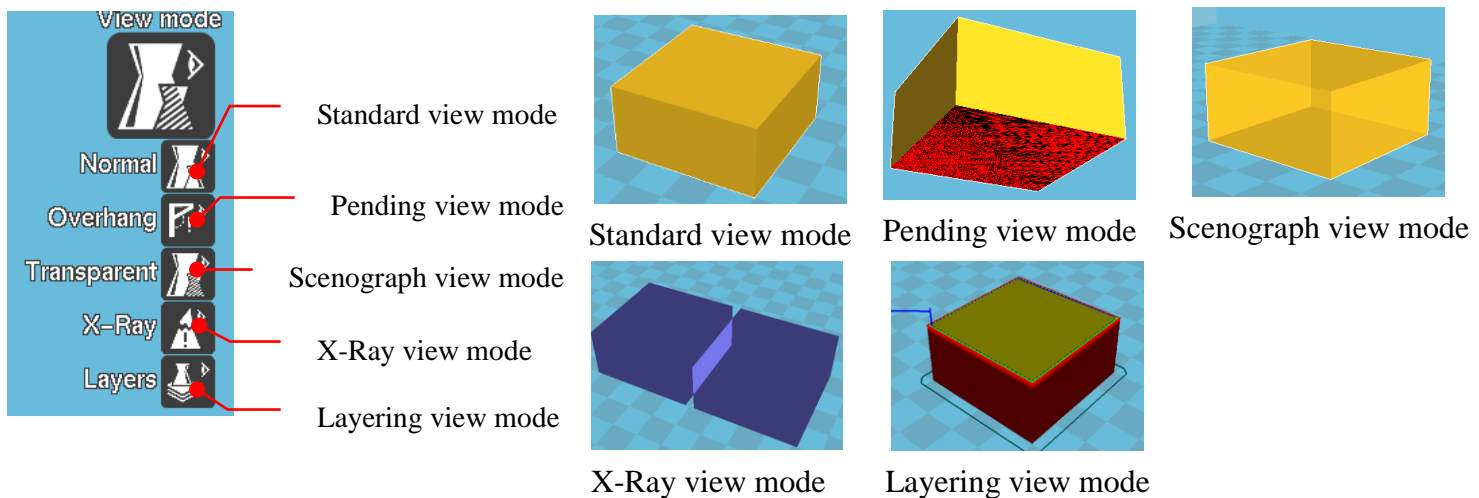 View mode
Normal
Overhang
Transparent
X-Ray
Layers
Standard view mode
Pending view mode
Scenograph view mode
X-Ray view mode
Layering view mode
Standard view mode
Pending view mode
Scenograph view mode
X-Ray view mode
Layering view mode